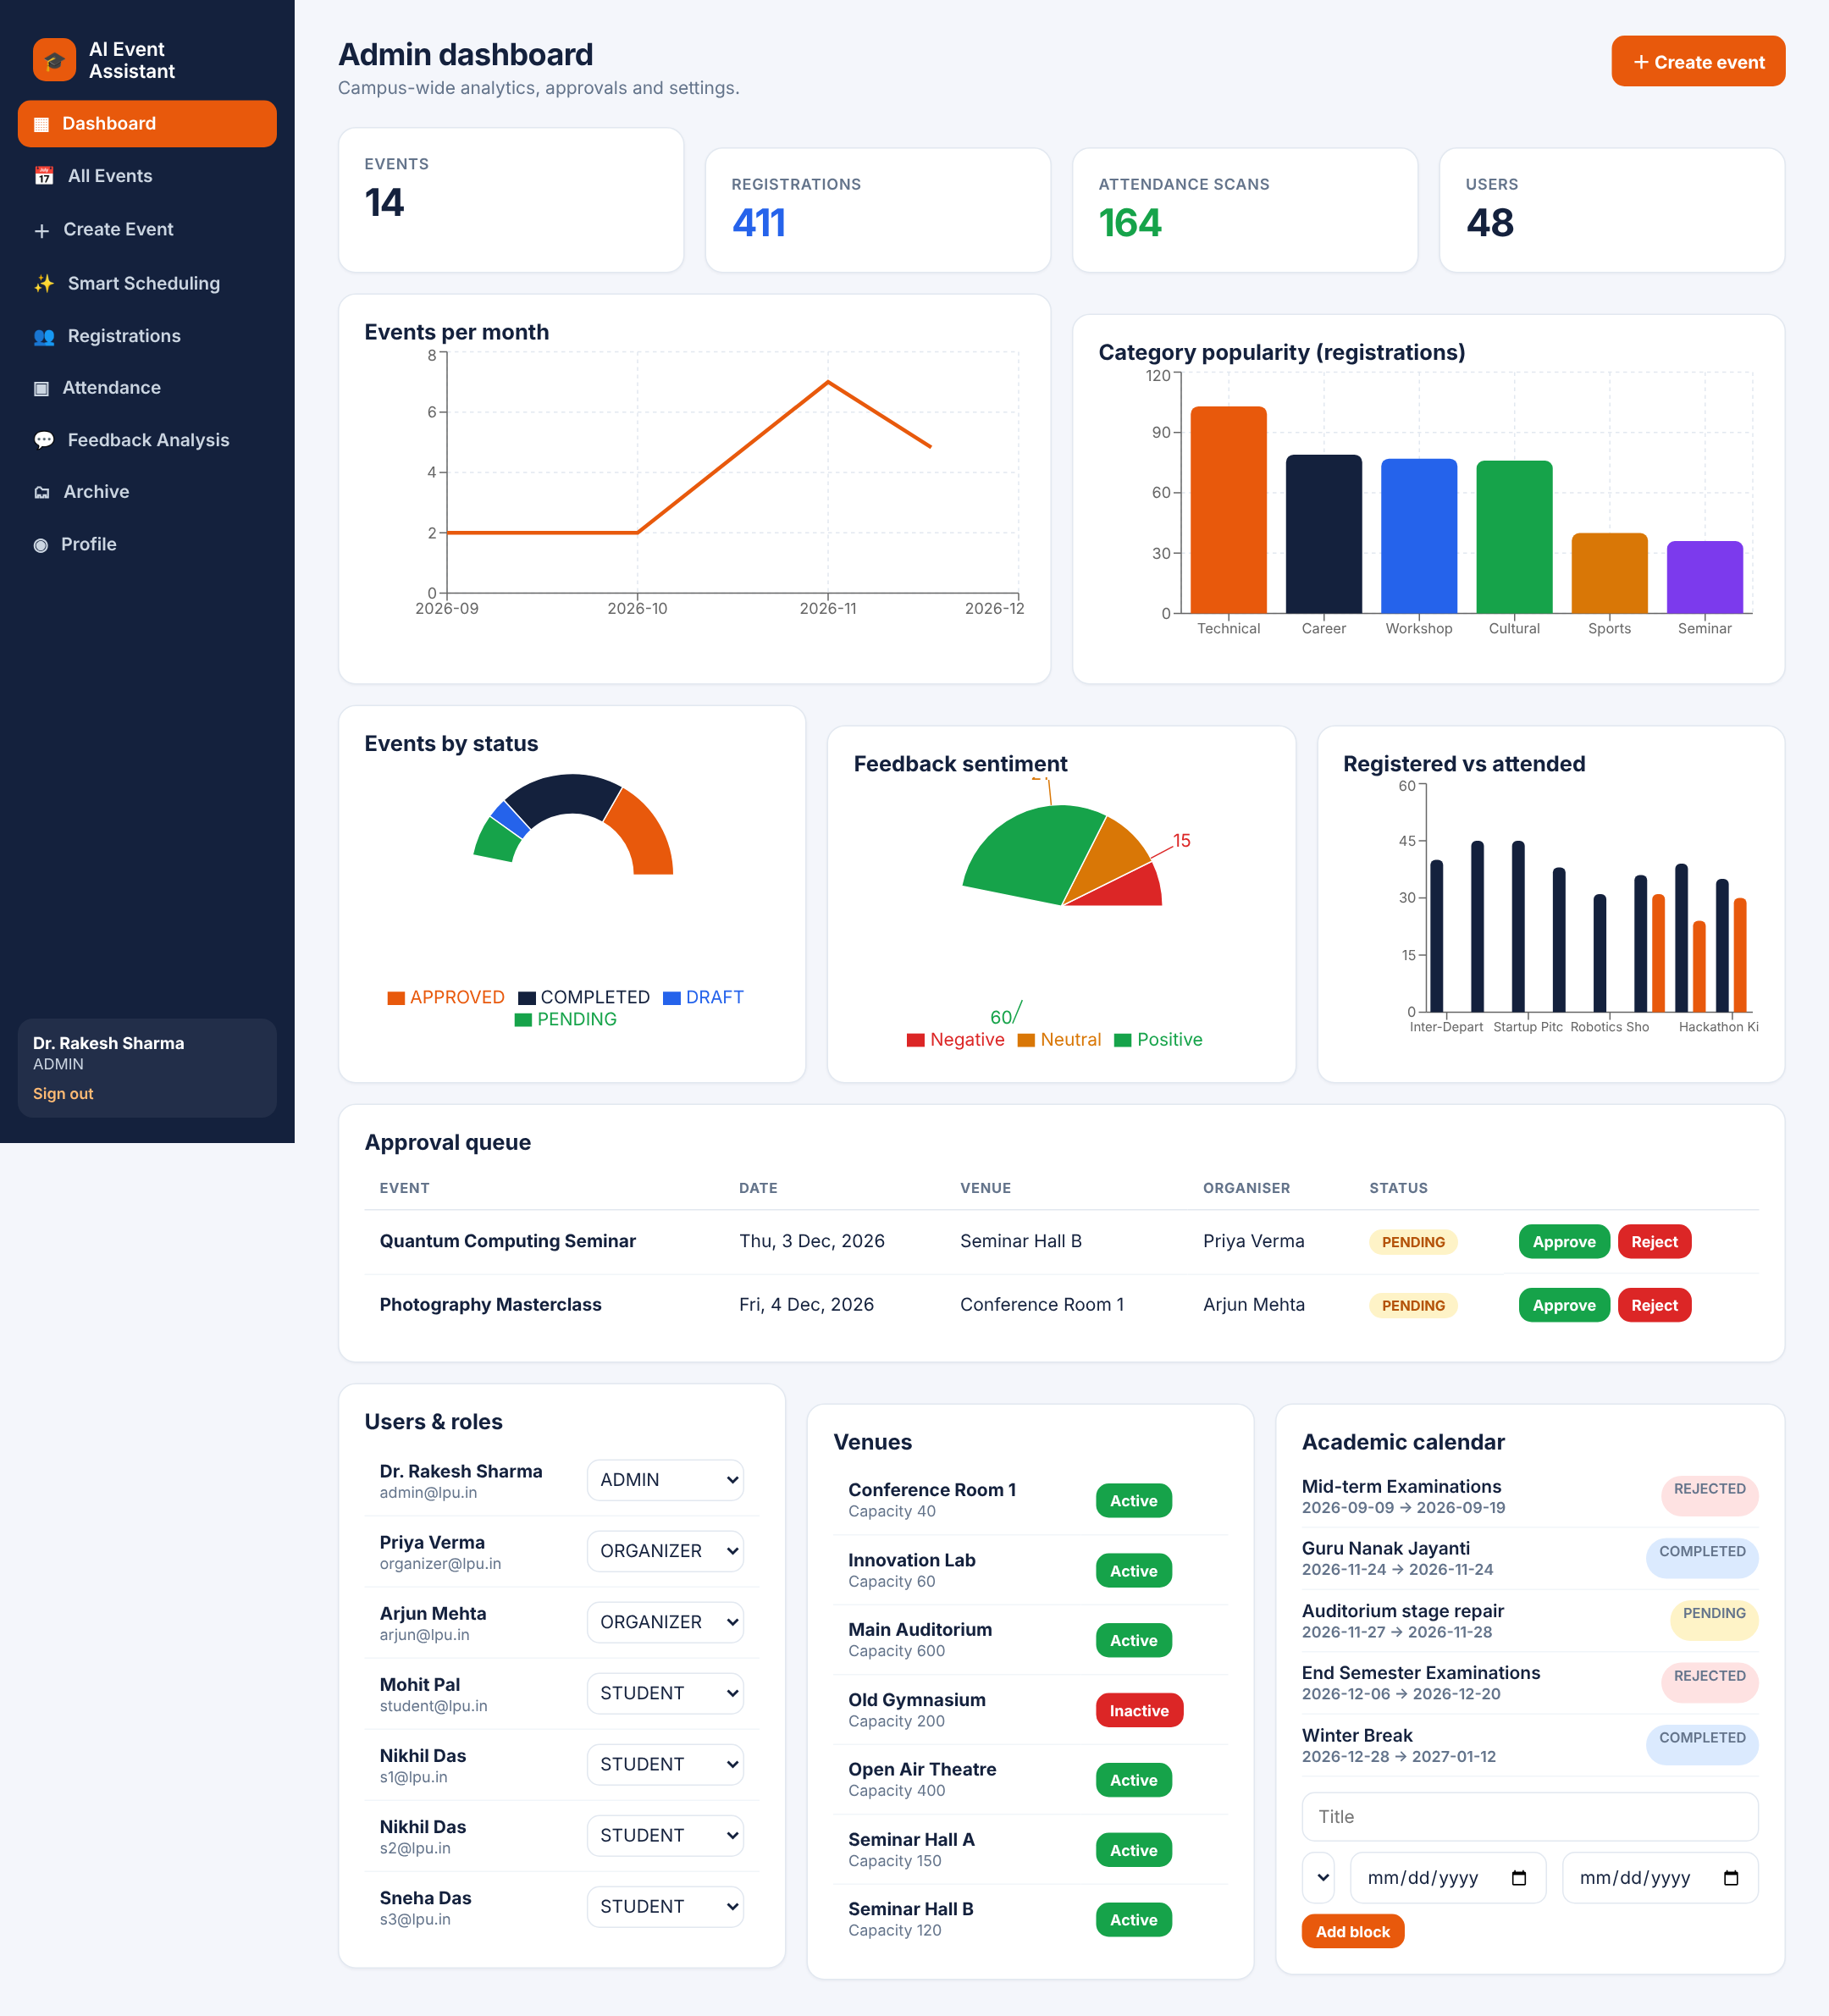 AI Event
Assistant
Dashboard
All Events
Create Event
Smart Scheduling
Registrations
Attendance
Feedback Analysis
Archive
Profile
Dr. Rakesh Sharma
ADMIN
Sign out
Admin dashboard
Campus-wide analytics, approvals and settings.
+ Create event
EVENTS
14
REGISTRATIONS
411
ATTENDANCE SCANS
164
USERS
48
Events per month
8
6
4
2
0
2026-09 2026-10 2026-11 2026-12
Category popularity (registrations)
120
90
60
30
0
Technical Career Workshop Cultural Sports Seminar
Events by status
APPROVED COMPLETED DRAFT
PENDING
Feedback sentiment
15
60
Negative Neutral Positive
Registered vs attended
60
45
30
15
0
Inter-Depart Startup Pitc Robotics Sho Hackathon Ki
Approval queue
EVENT DATE VENUE ORGANISER STATUS
Quantum Computing Seminar Thu, 3 Dec, 2026 Seminar Hall B Priya Verma PENDING Approve Reject
Photography Masterclass Fri, 4 Dec, 2026 Conference Room 1 Arjun Mehta PENDING Approve Reject
Users & roles
Dr. Rakesh Sharma ADMIN
admin@lpu.in
Priya Verma ORGANIZER
organizer@lpu.in
Arjun Mehta ORGANIZER
arjun@lpu.in
Mohit Pal STUDENT
student@lpu.in
Nikhil Das STUDENT
s1@lpu.in
Nikhil Das STUDENT
s2@lpu.in
Sneha Das STUDENT
s3@lpu.in
Venues
Conference Room 1 Active
Capacity 40
Innovation Lab Active
Capacity 60
Main Auditorium Active
Capacity 600
Old Gymnasium Inactive
Capacity 200
Open Air Theatre Active
Capacity 400
Seminar Hall A Active
Capacity 150
Seminar Hall B Active
Capacity 120
Academic calendar
Mid-term Examinations REJECTED
2026-09-09 → 2026-09-19
Guru Nanak Jayanti COMPLETED
2026-11-24 → 2026-11-24
Auditorium stage repair PENDING
2026-11-27 → 2026-11-28
End Semester Examinations REJECTED
2026-12-06 → 2026-12-20
Winter Break COMPLETED
2026-12-28 → 2027-01-12
Title
mm/dd/yyyy mm/dd/yyyy
Add block